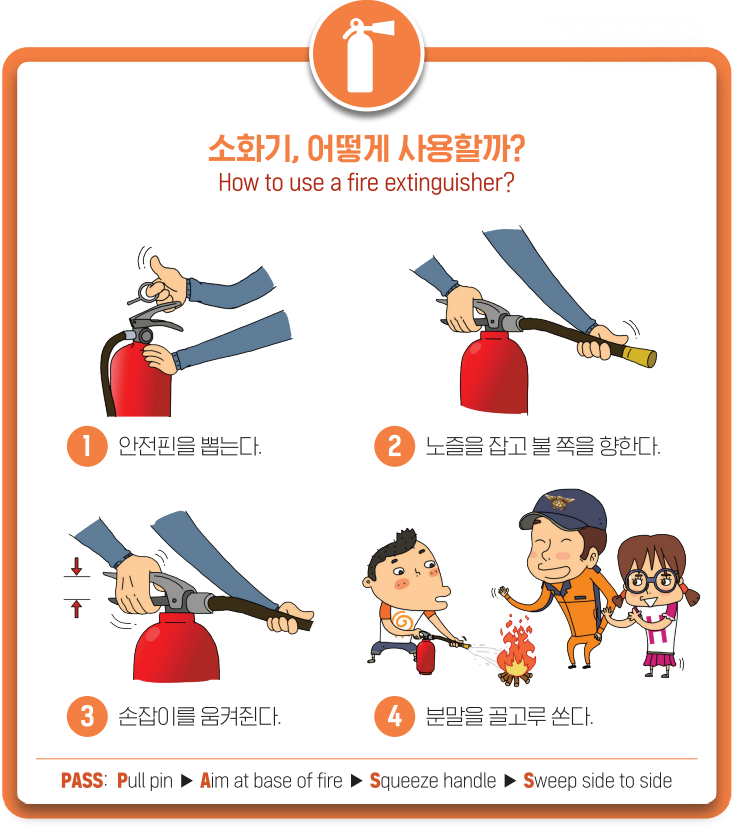 소화기, 어떻게 사용할까?
How to use a fire extinguisher?
1 안전핀을 뽑는다.
2 노즐을 잡고 불 쪽을 향한다.
3 손잡이를 움켜쥔다.
4 분말을 골고루 쏜다.
PASS: Pull pin ▶ Aim at base of fire ▶ Squeeze handle ▶ Sweep side to side